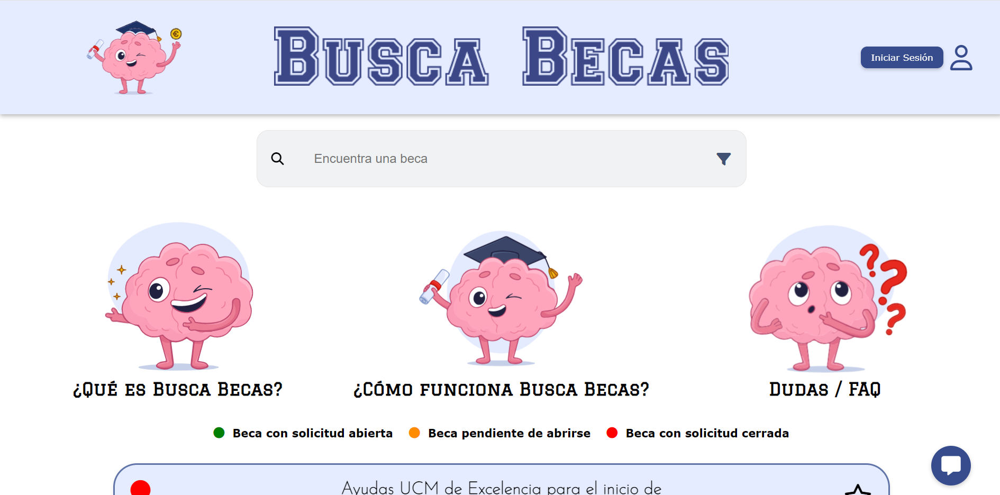 Busca Becas
Iniciar Sesión
Encuentra una beca
¿Qué es Busca Becas?
¿Cómo funciona Busca Becas?
Dudas / FAQ
Beca con solicitud abierta
Beca pendiente de abrirse
Beca con solicitud cerrada
Ayudas UCM de Excelencia para el inicio de